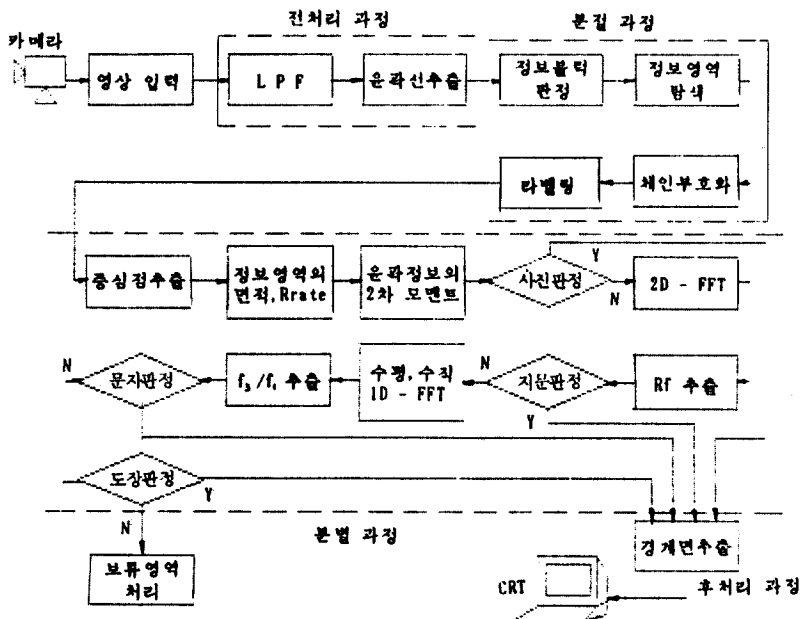 전처리 과정
분절 과정
카메라
영상 입력
L P F
윤곽선추출
정보블럭
판정
정보영역
탐색
라벨링
체인부호화
중심점추출
정보영역의
면적,Rrate
윤곽정보의
2차 모멘트
사진판정
Y
N
2D - FFT
N
문자판정
f₃/f₁ 추출
수평,수직
1D - FFT
N
지문판정
Y
Rf 추출
도장판정
Y
N
분별 과정
경계면추출
보류영역
처리
CRT
후처리 과정